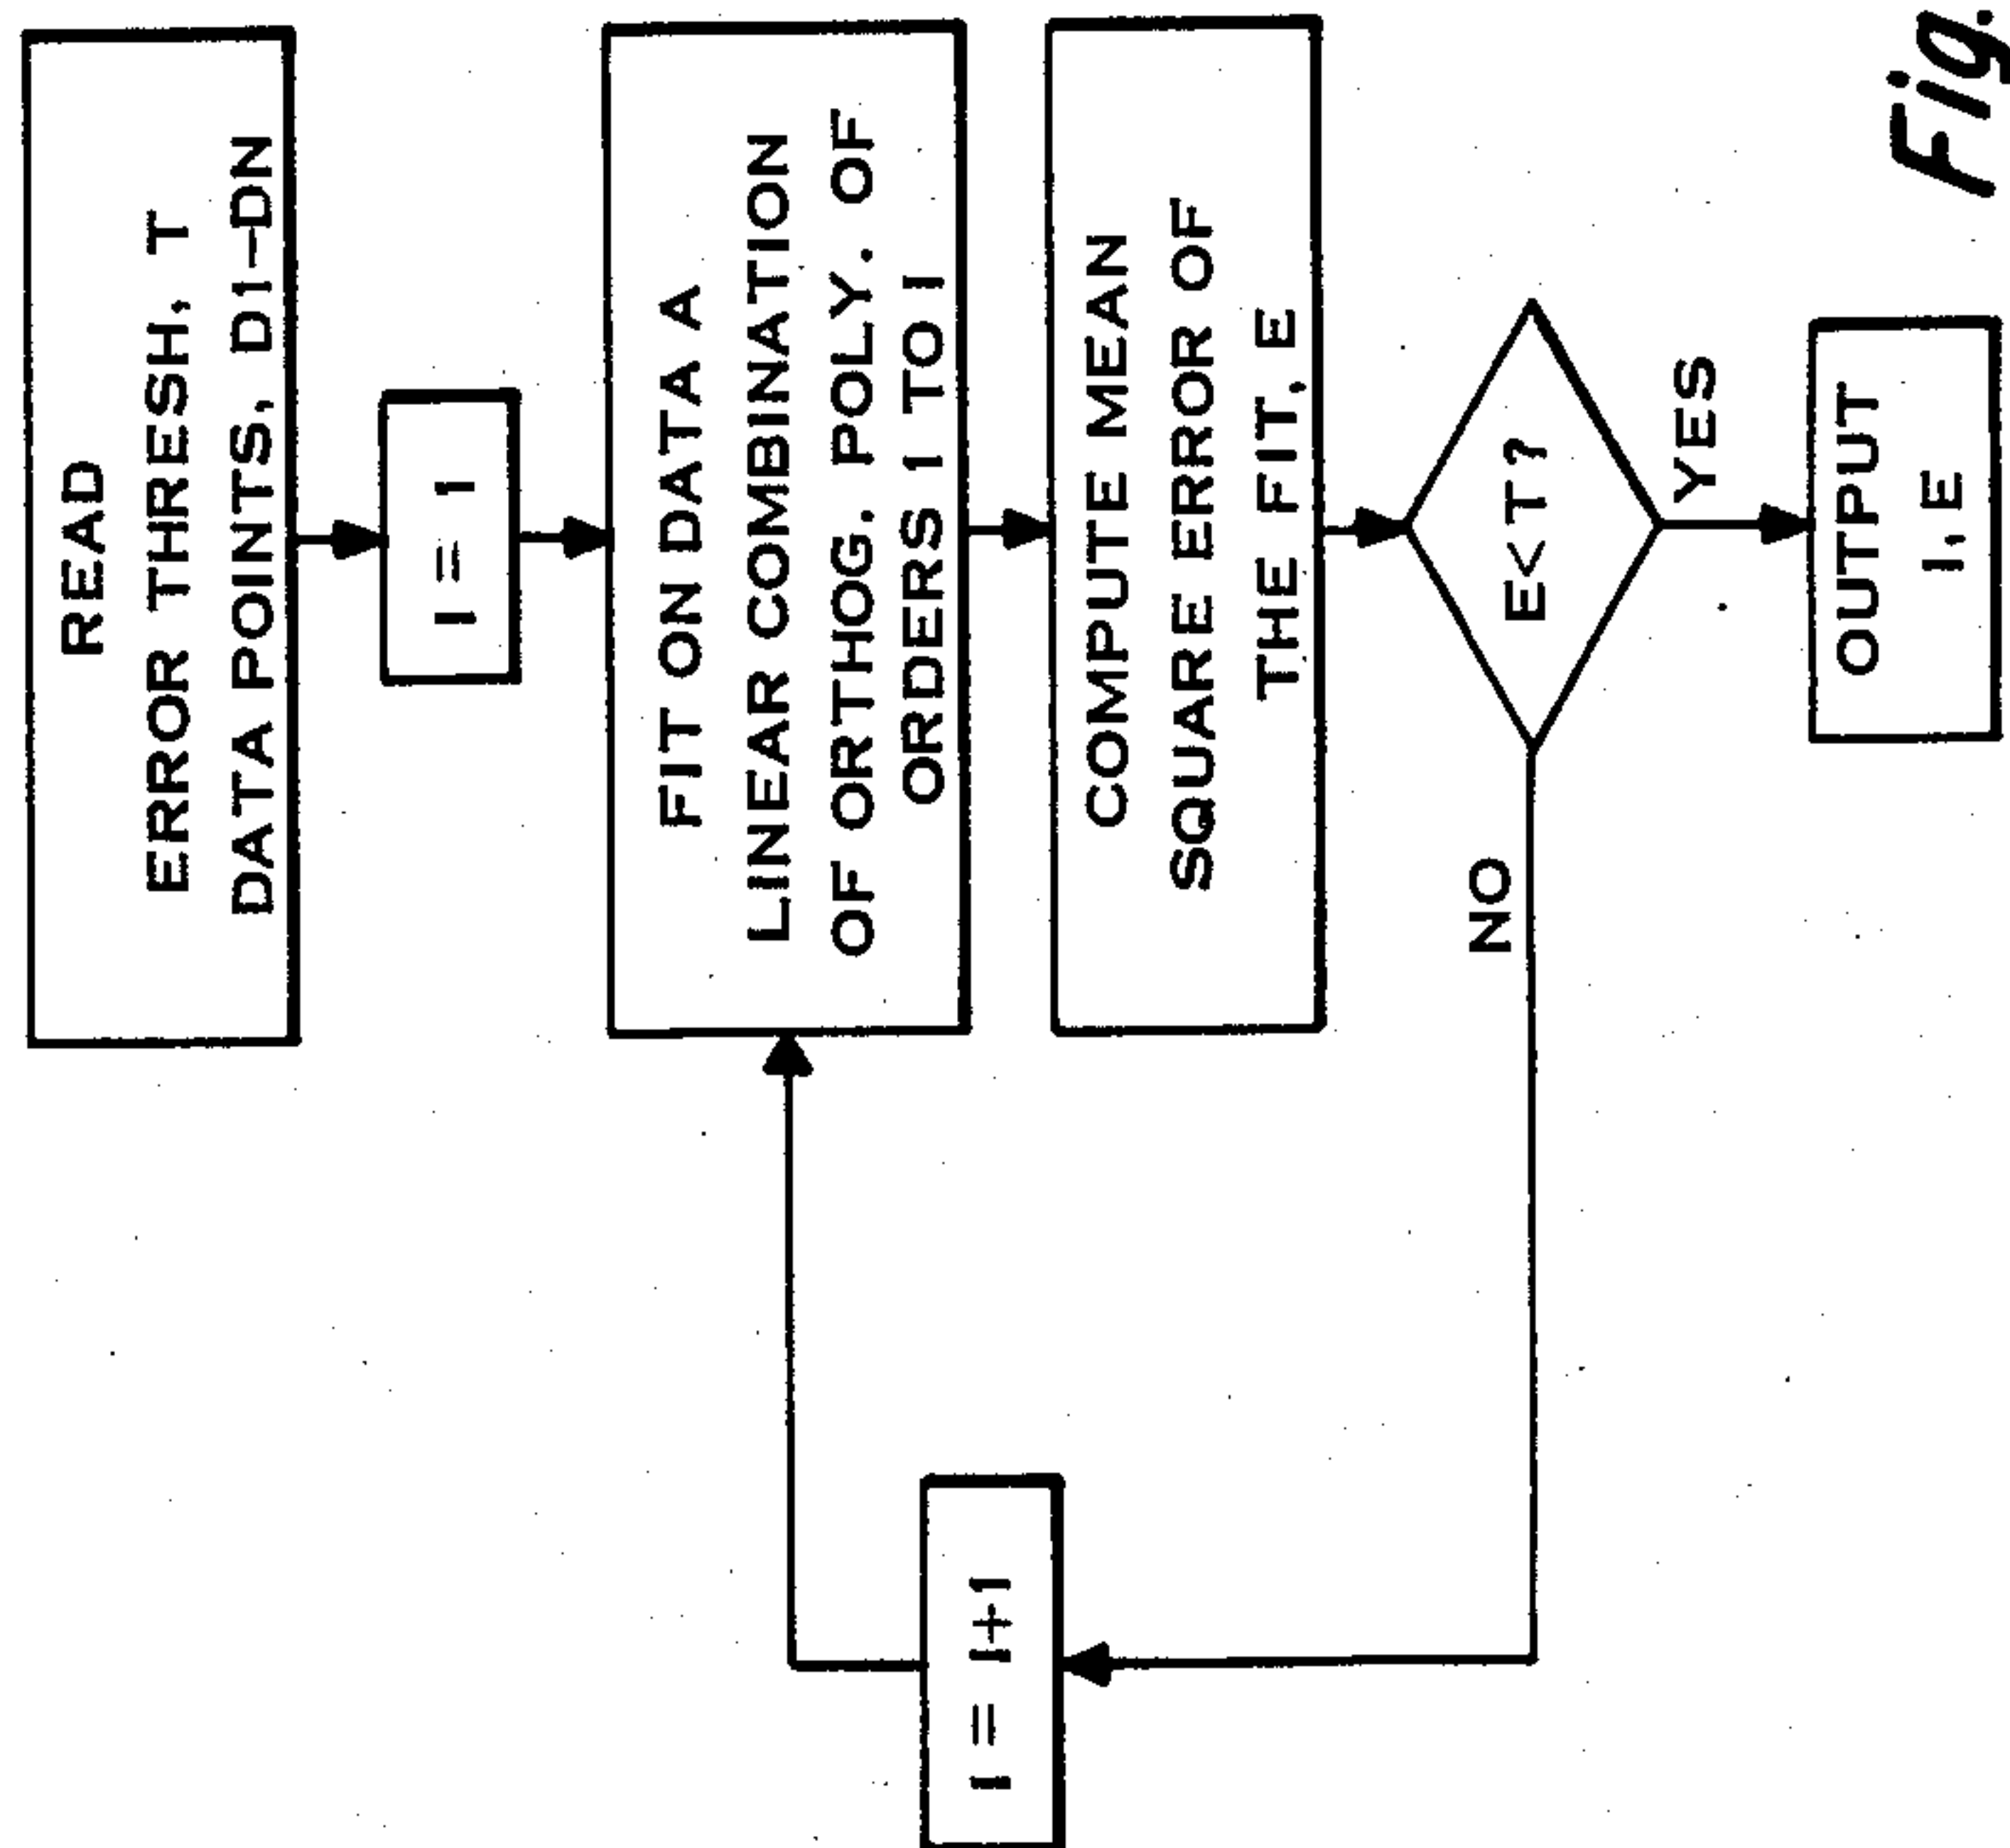 READ
ERROR THRESH, T
DATA POINTS, D1-DN
I = 1
FIT ON DATA A
LINEAR COMBINATION
OF ORTHOG. POLY. OF
ORDERS 1 TO I
COMPUTE MEAN
SQUARE ERROR OF
THE FIT, E
E<T?
NO
YES
I = I+1
OUTPUT
I, E
Fig.